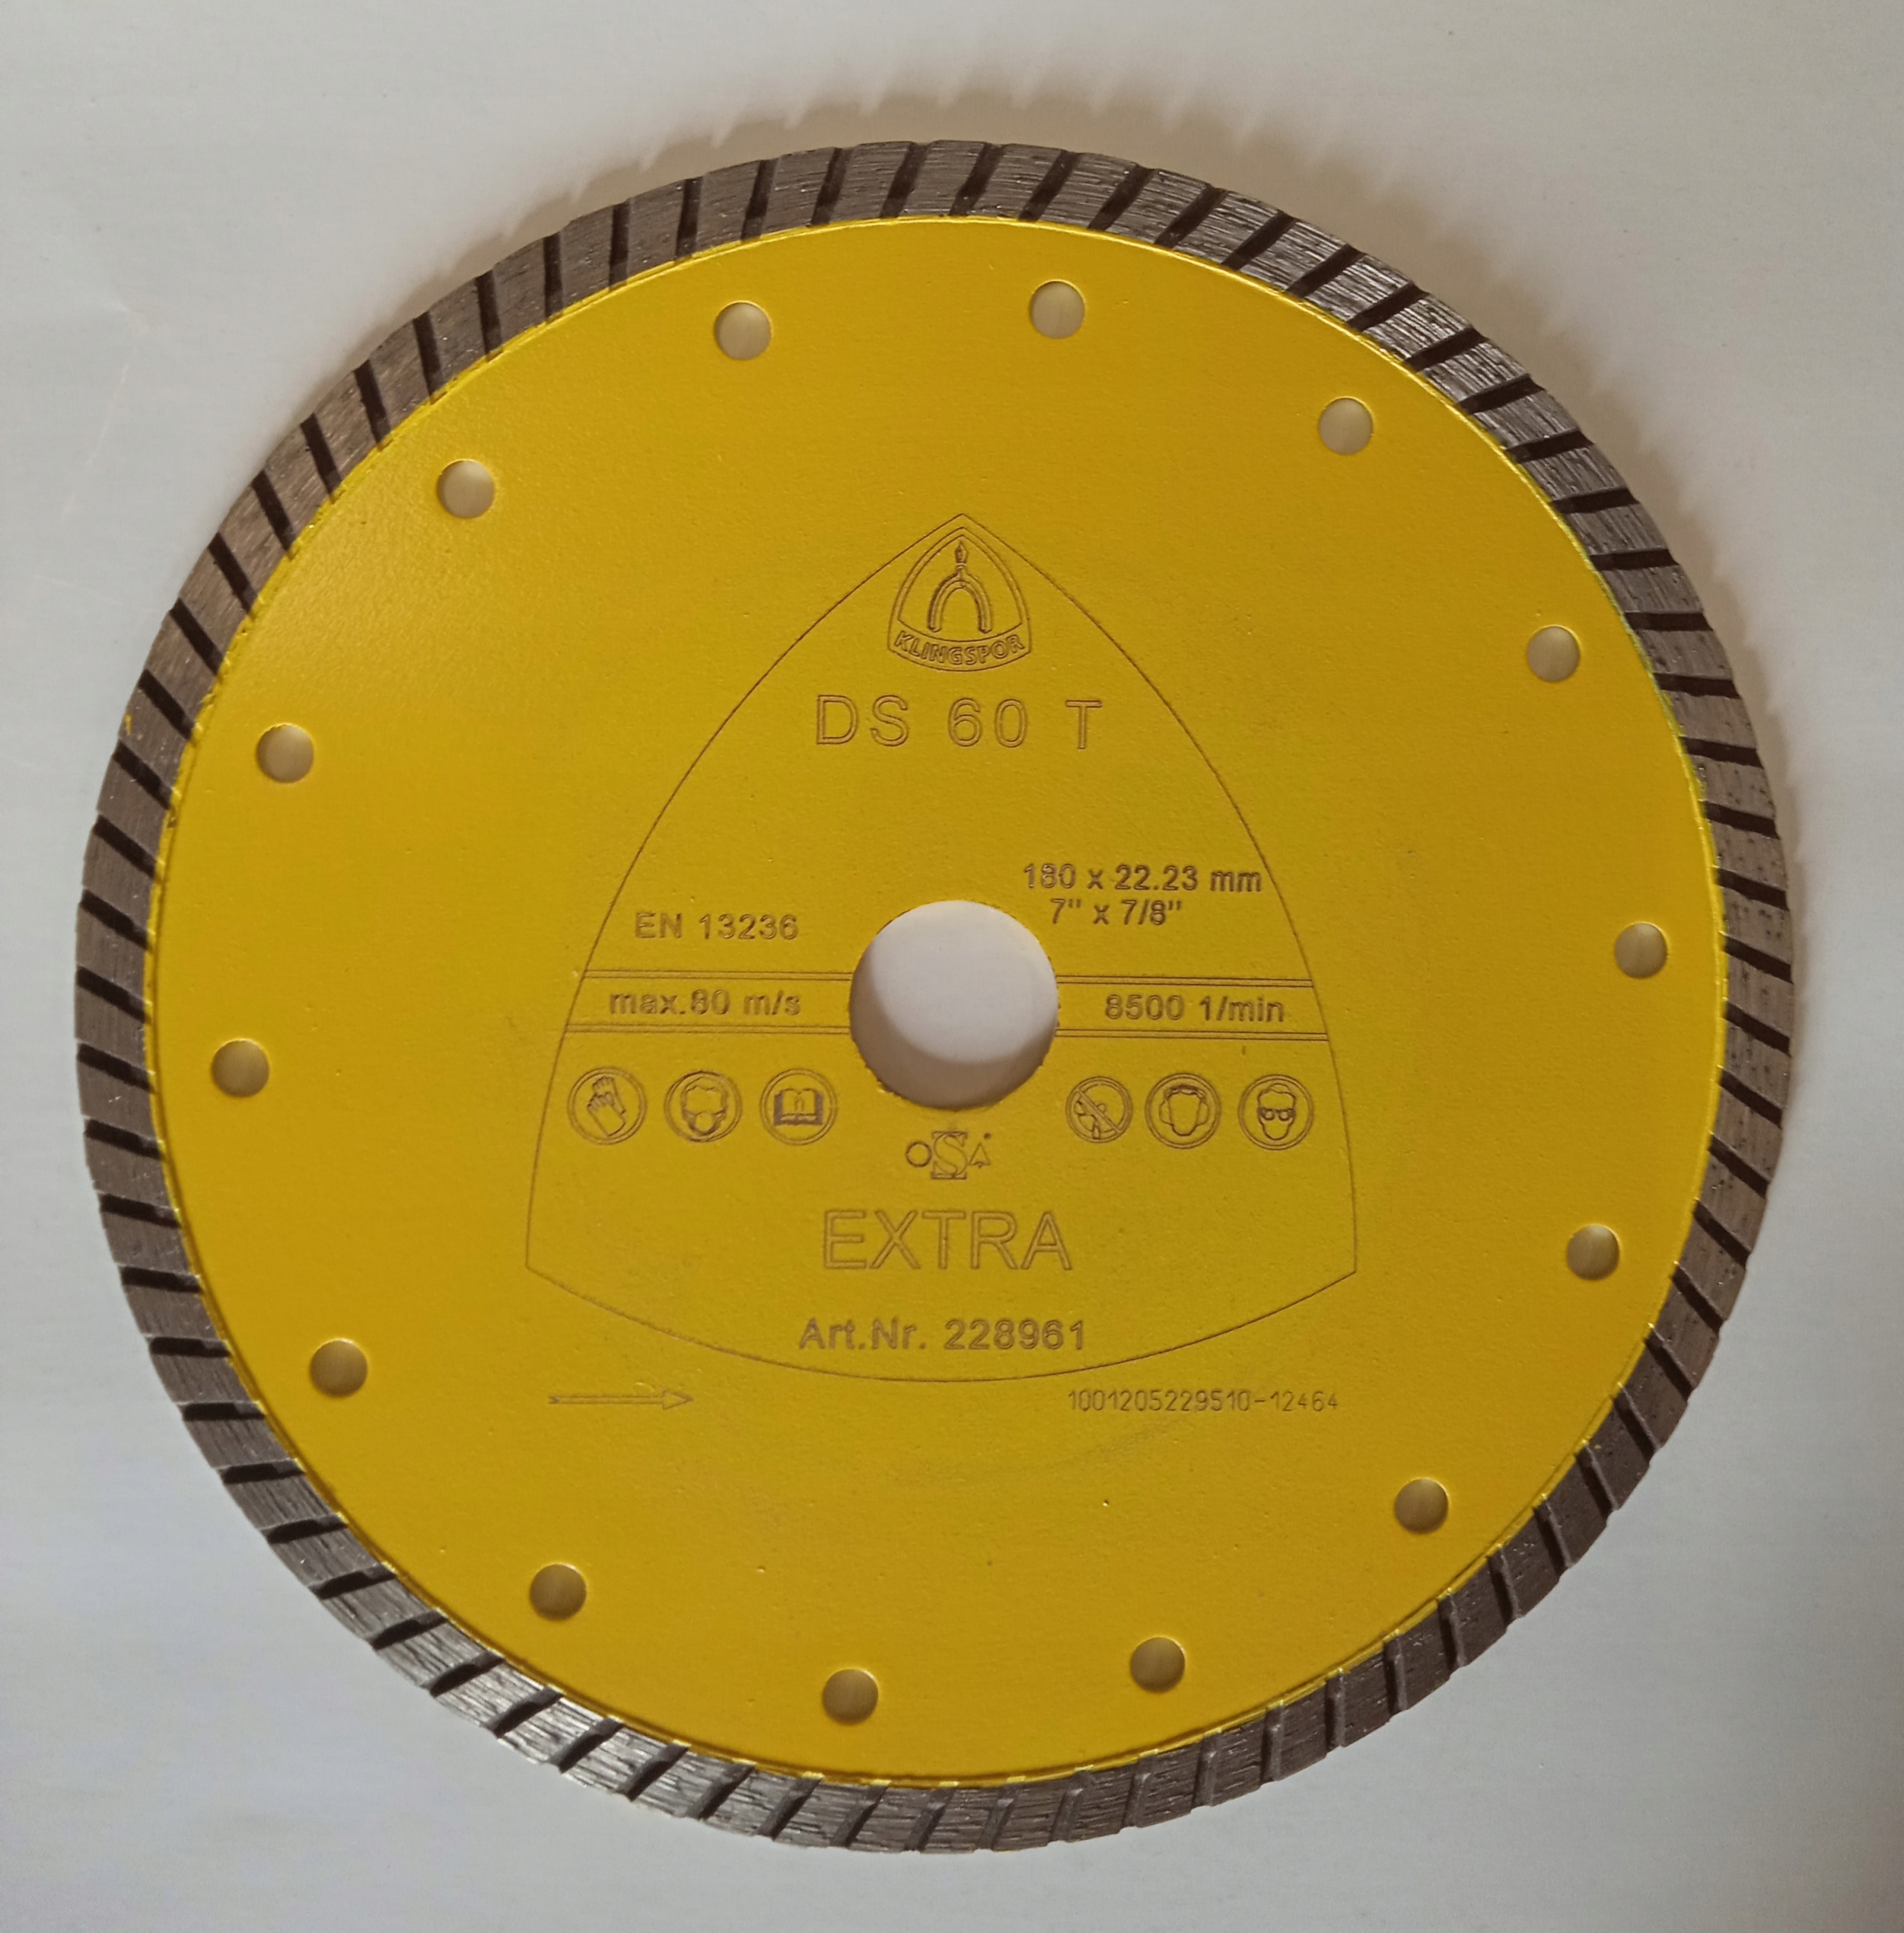 KLINGSPOR
DS 60 T
180 x 22.23 mm
7" x 7/8"
EN 13236
max.80 m/s
8500 1/min
oSa
EXTRA
Art.Nr. 228961
1001205229510-12464